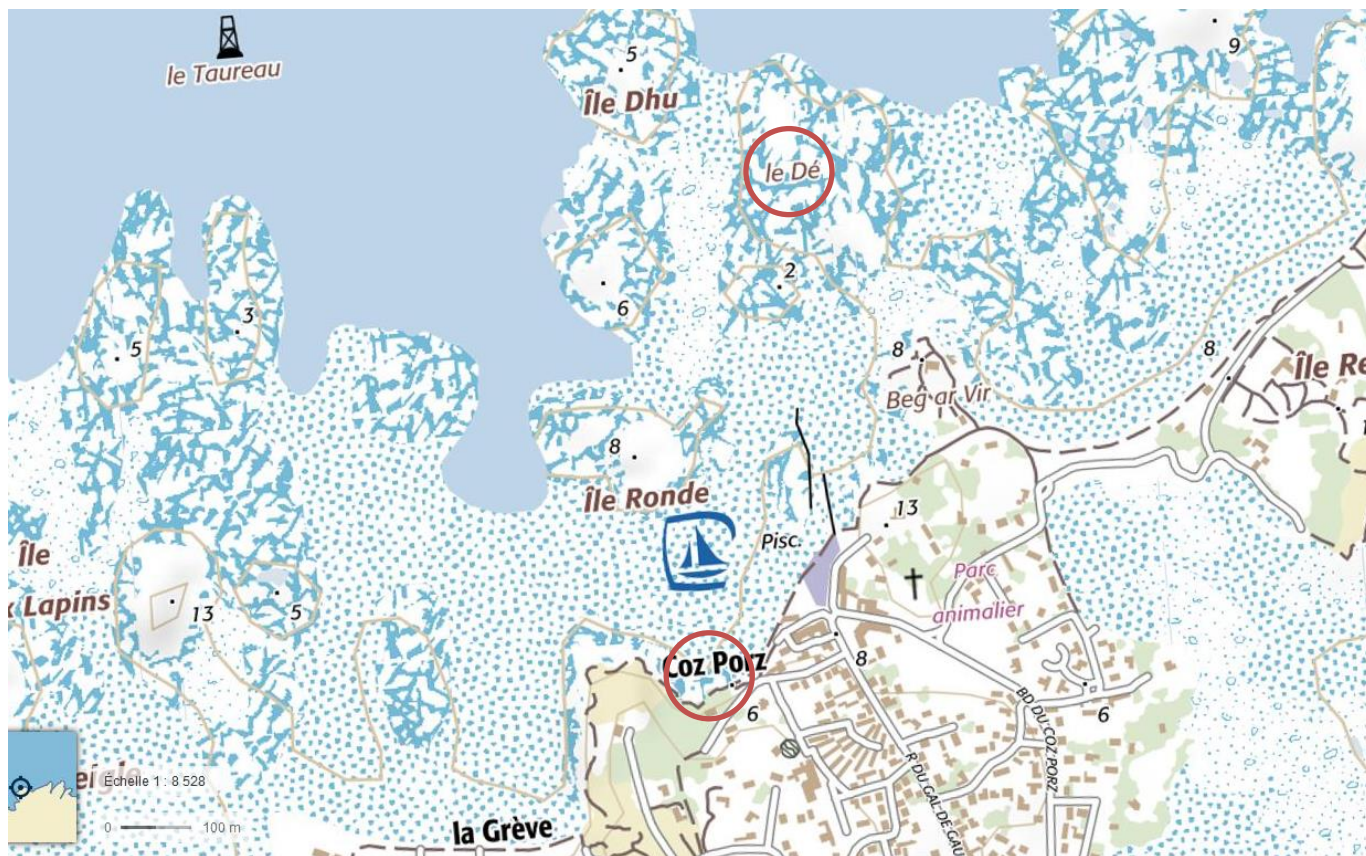 le Taureau
5
Île Dhu
9
le Dé
2
6
3
5
8
8
Beg ar Vir
Île Re
8
Île Ronde
13
Pisc.
Île
x Lapins
13
5
Parc
animalier
Coz Porz
8
6
6
BD DU COZ PORZ
R DU GAL DE GAU
eigle
Échelle 1 : 8 528
0 100 m
la Grève